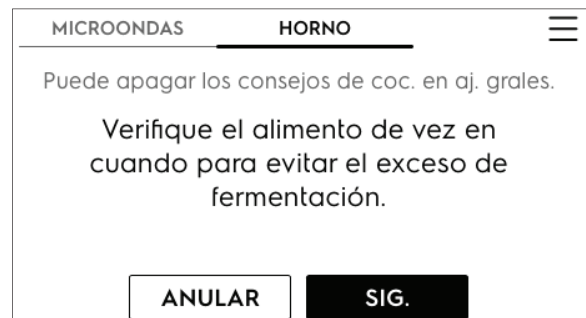 MICROONDAS HORNO
Puede apagar los consejos de coc. en aj. grales.
Verifique el alimento de vez en
cuando para evitar el exceso de
fermentación.
ANULAR SIG.